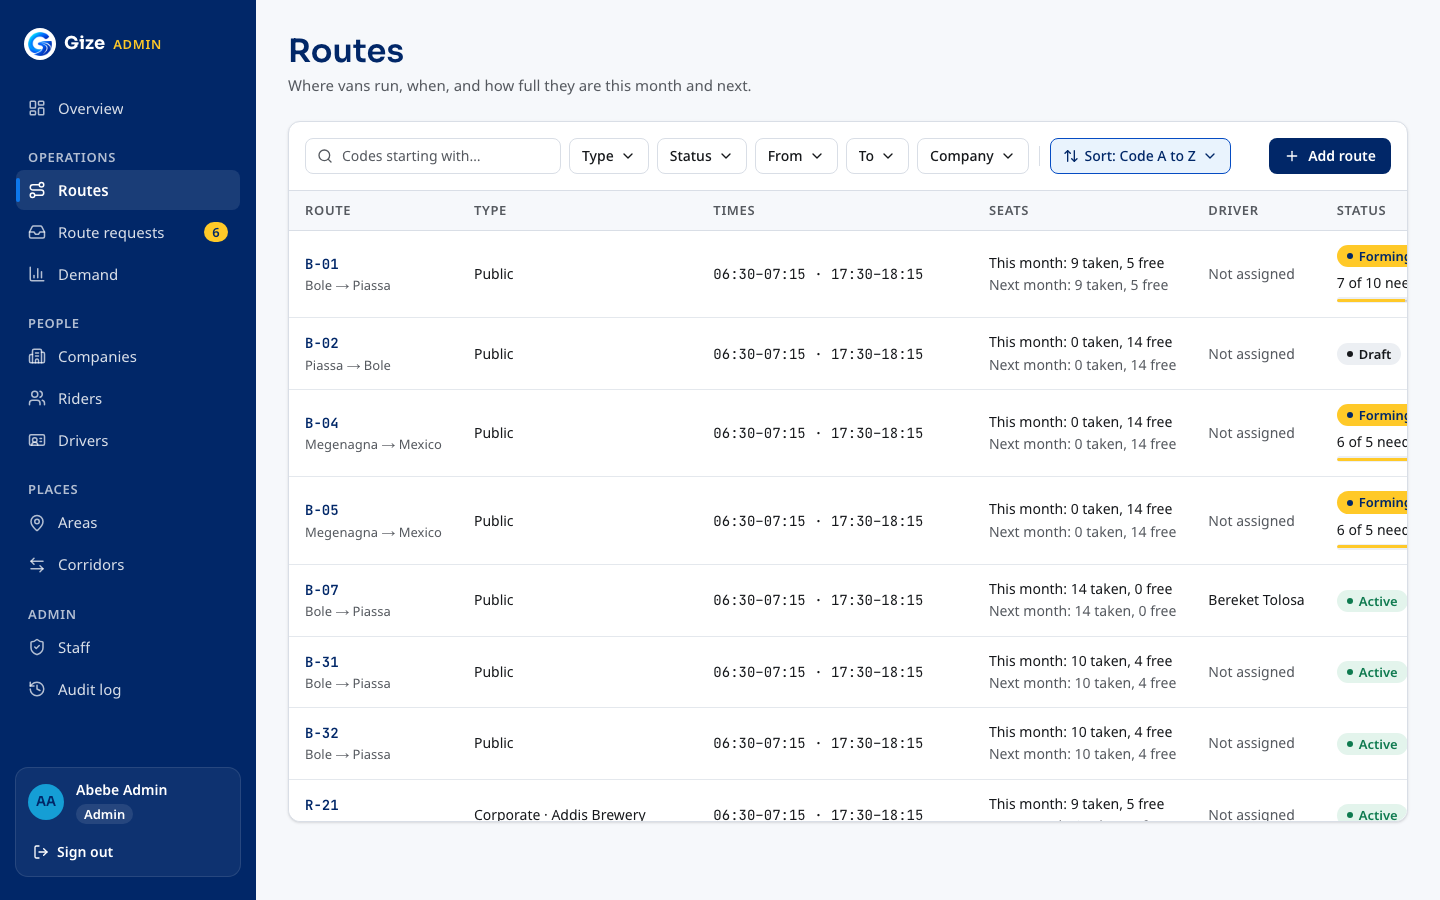 Gize ADMIN
Overview
OPERATIONS
Routes
Route requests 6
Demand
PEOPLE
Companies
Riders
Drivers
PLACES
Areas
Corridors
ADMIN
Staff
Audit log
AA
Abebe Admin
Admin
Sign out
Routes
Where vans run, when, and how full they are this month and next.
Codes starting with... Type Status From To Company Sort: Code A to Z + Add route
ROUTE TYPE TIMES SEATS DRIVER STATUS
B-01
Bole → Piassa
Public
06:30–07:15 · 17:30–18:15
This month: 9 taken, 5 free
Next month: 9 taken, 5 free
Not assigned
Forming
7 of 10
B-02
Piassa → Bole
Public
06:30–07:15 · 17:30–18:15
This month: 0 taken, 14 free
Next month: 0 taken, 14 free
Not assigned
Draft
B-04
Megenagna → Mexico
Public
06:30–07:15 · 17:30–18:15
This month: 0 taken, 14 free
Next month: 0 taken, 14 free
Not assigned
Forming
6 of 5
B-05
Megenagna → Mexico
Public
06:30–07:15 · 17:30–18:15
This month: 0 taken, 14 free
Next month: 0 taken, 14 free
Not assigned
Forming
6 of 5
B-07
Bole → Piassa
Public
06:30–07:15 · 17:30–18:15
This month: 14 taken, 0 free
Next month: 14 taken, 0 free
Bereket Tolosa
Active
B-31
Bole → Piassa
Public
06:30–07:15 · 17:30–18:15
This month: 10 taken, 4 free
Next month: 10 taken, 4 free
Not assigned
Active
B-32
Bole → Piassa
Public
06:30–07:15 · 17:30–18:15
This month: 10 taken, 4 free
Next month: 10 taken, 4 free
Not assigned
Active
R-21
Corporate · Addis Brewery
06:30–07:15 · 17:30–18:15
This month: 9 taken, 5 free
Not assigned
Active